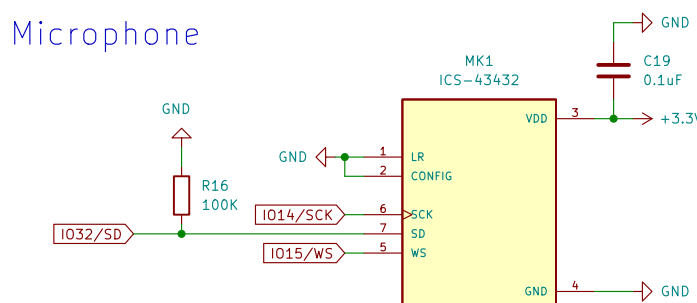 Microphone
GND
MK1
ICS-43432
C19
0.1uF
GND
VDD
3
+3.3V
GND
1
LR
2
CONFIG
R16
100K
IO14/SCK
6
SCK
IO32/SD
7
SD
IO15/WS
5
WS
GND
4
GND